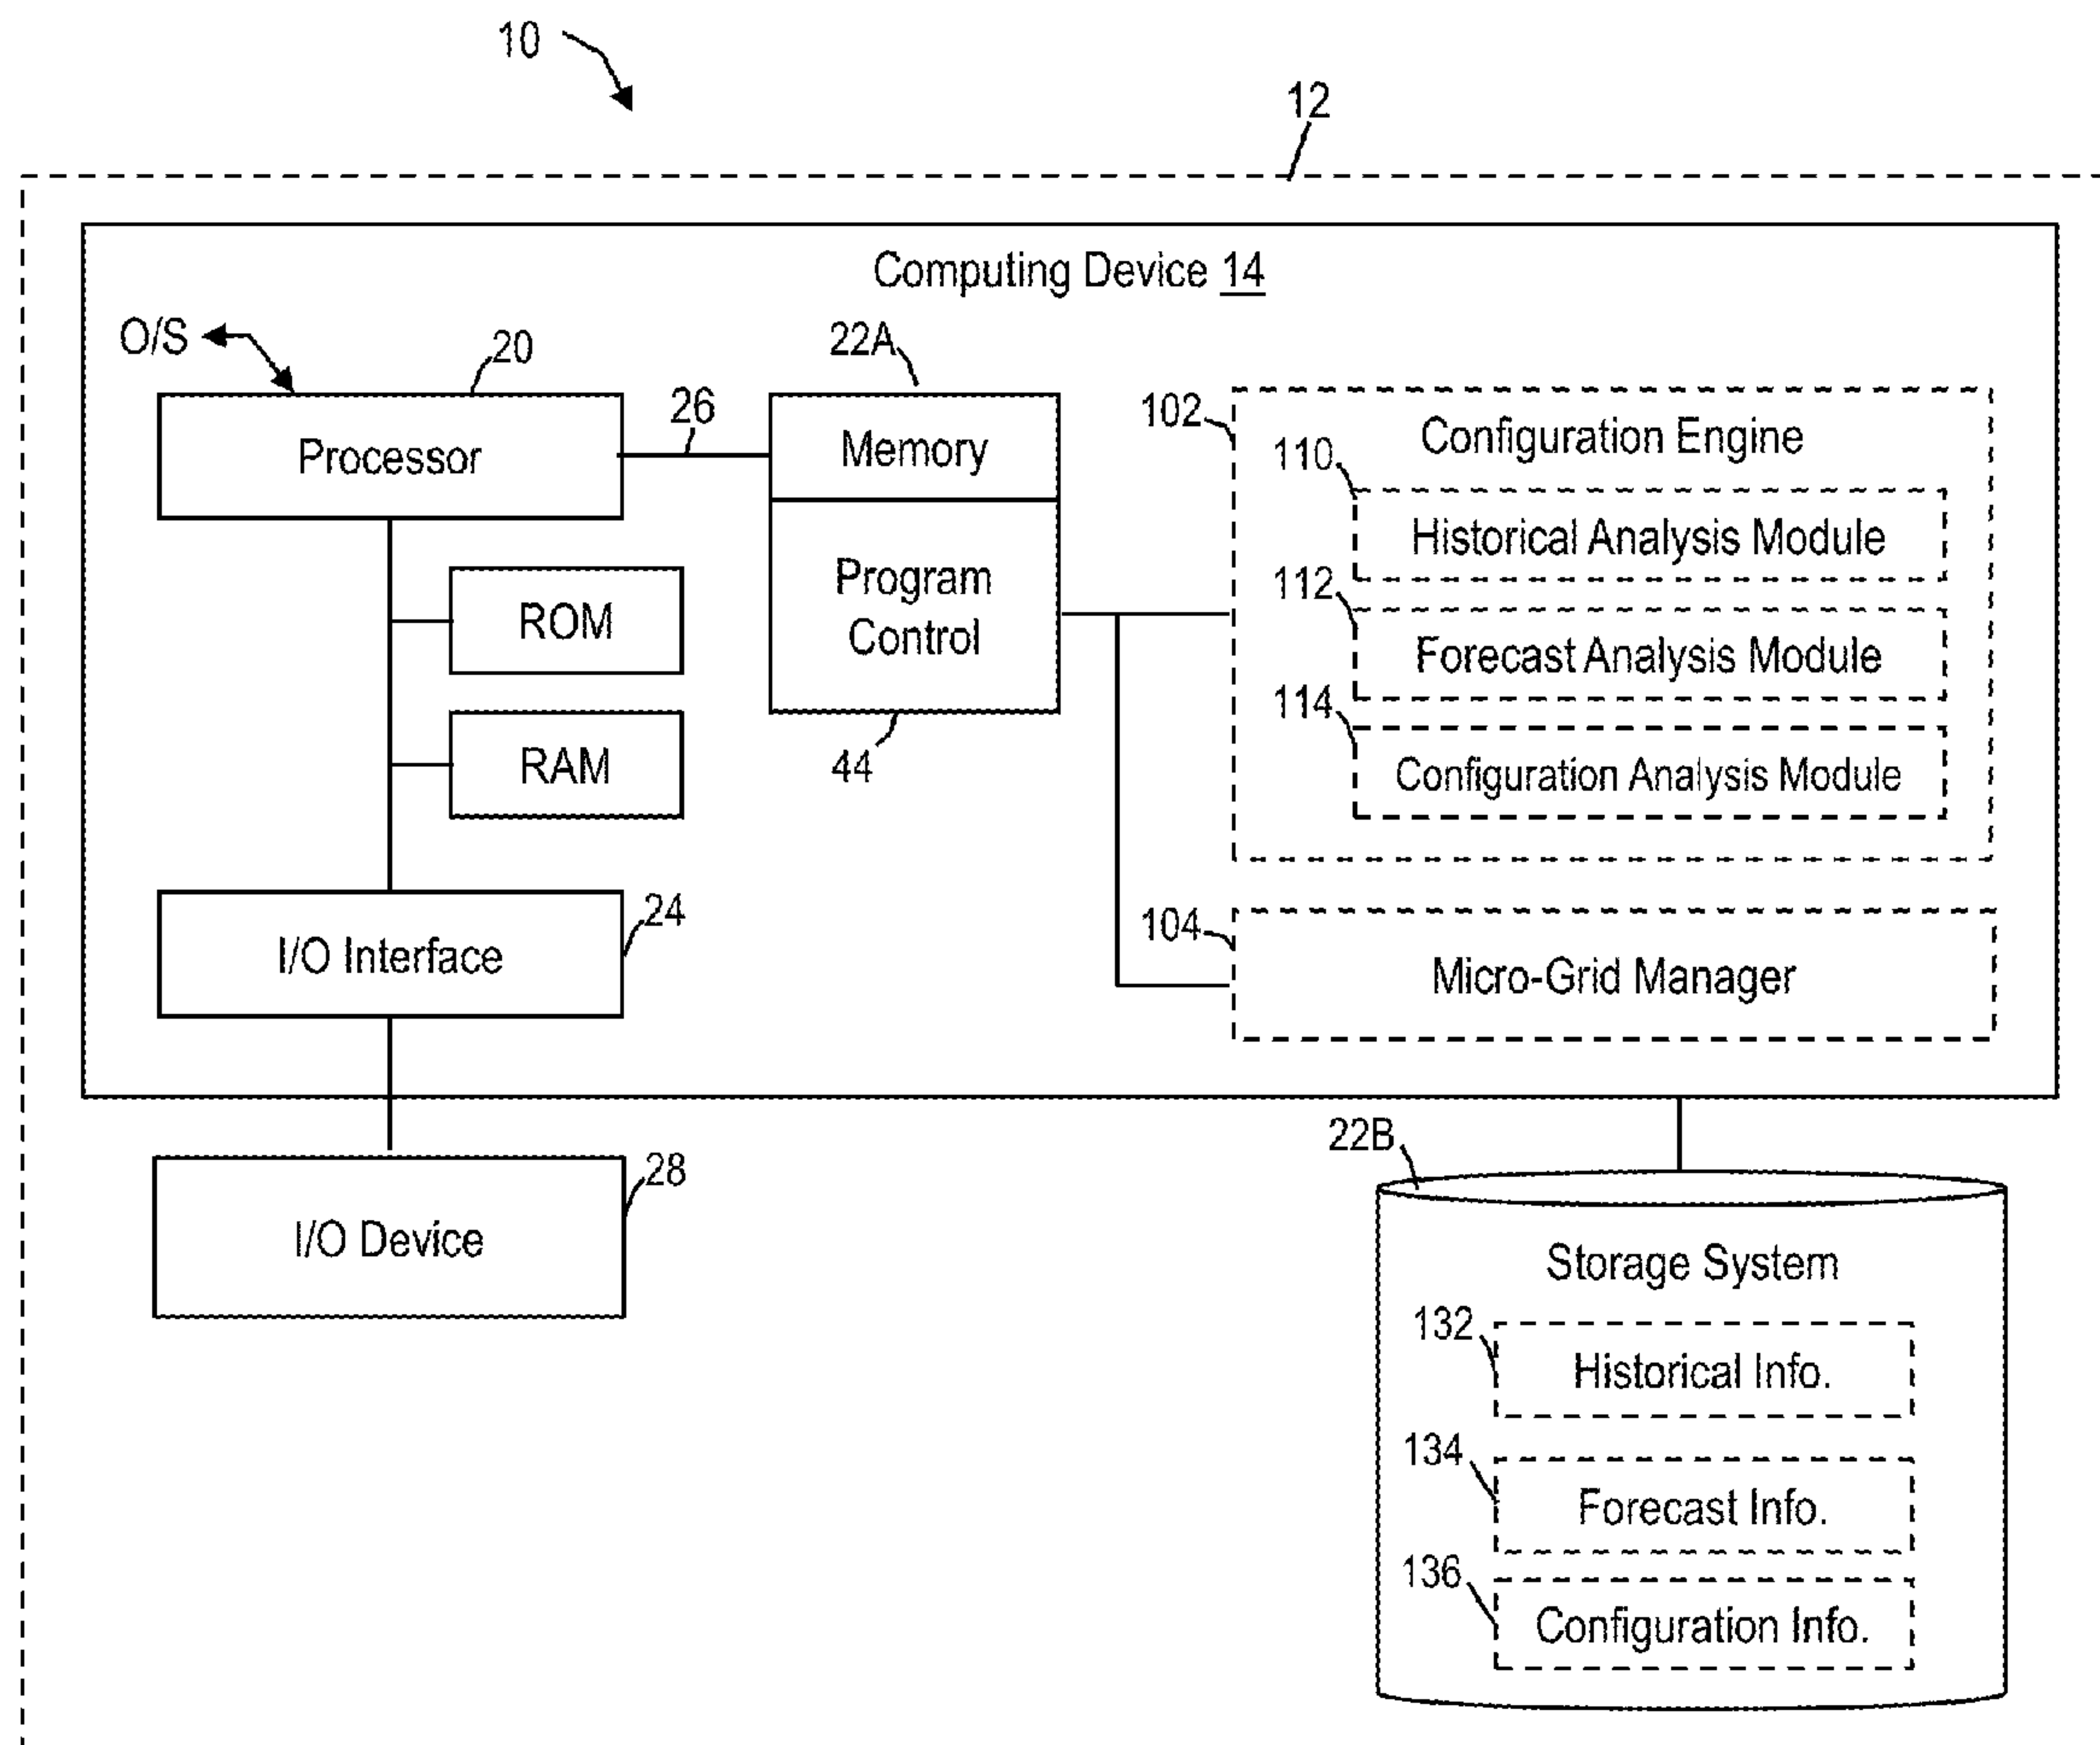 10
12
Computing Device 14
O/S
20
22A
Processor
26
Memory
Program
Control
44
ROM
RAM
102
Configuration Engine
110
Historical Analysis Module
112
Forecast Analysis Module
114
Configuration Analysis Module
24
I/O Interface
104
Micro-Grid Manager
28
I/O Device
22B
Storage System
132
Historical Info.
134
Forecast Info.
136
Configuration Info.